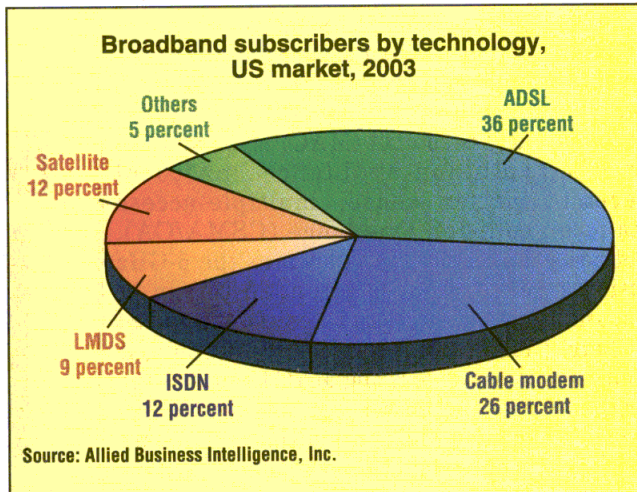 Broadband subscribers by technology,
US market, 2003
Others
5 percent
ADSL
36 percent
Satellite
12 percent
LMDS
9 percent
ISDN
12 percent
Cable modem
26 percent
Source: Allied Business Intelligence, Inc.